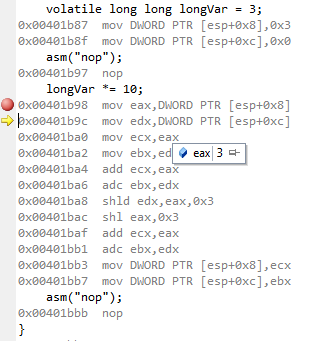 volatile long long longVar = 3;
0x00401b87 mov DWORD PTR [esp+0x8],0x3
0x00401b8f mov DWORD PTR [esp+0xc],0x0
asm("nop");
0x00401b97 nop
longVar *= 10;
0x00401b98 mov eax,DWORD PTR [esp+0x8]
0x00401b9c mov edx,DWORD PTR [esp+0xc]
0x00401ba0 mov ecx,eax
0x00401ba2 mov ebx,ed
eax 3
0x00401ba4 add ecx,eax
0x00401ba6 adc ebx,edx
0x00401ba8 shld edx,eax,0x3
0x00401bac shl eax,0x3
0x00401baf add ecx,eax
0x00401bb1 adc ebx,edx
0x00401bb3 mov DWORD PTR [esp+0x8],ecx
0x00401bb7 mov DWORD PTR [esp+0xc],ebx
asm("nop");
0x00401bbb nop
}